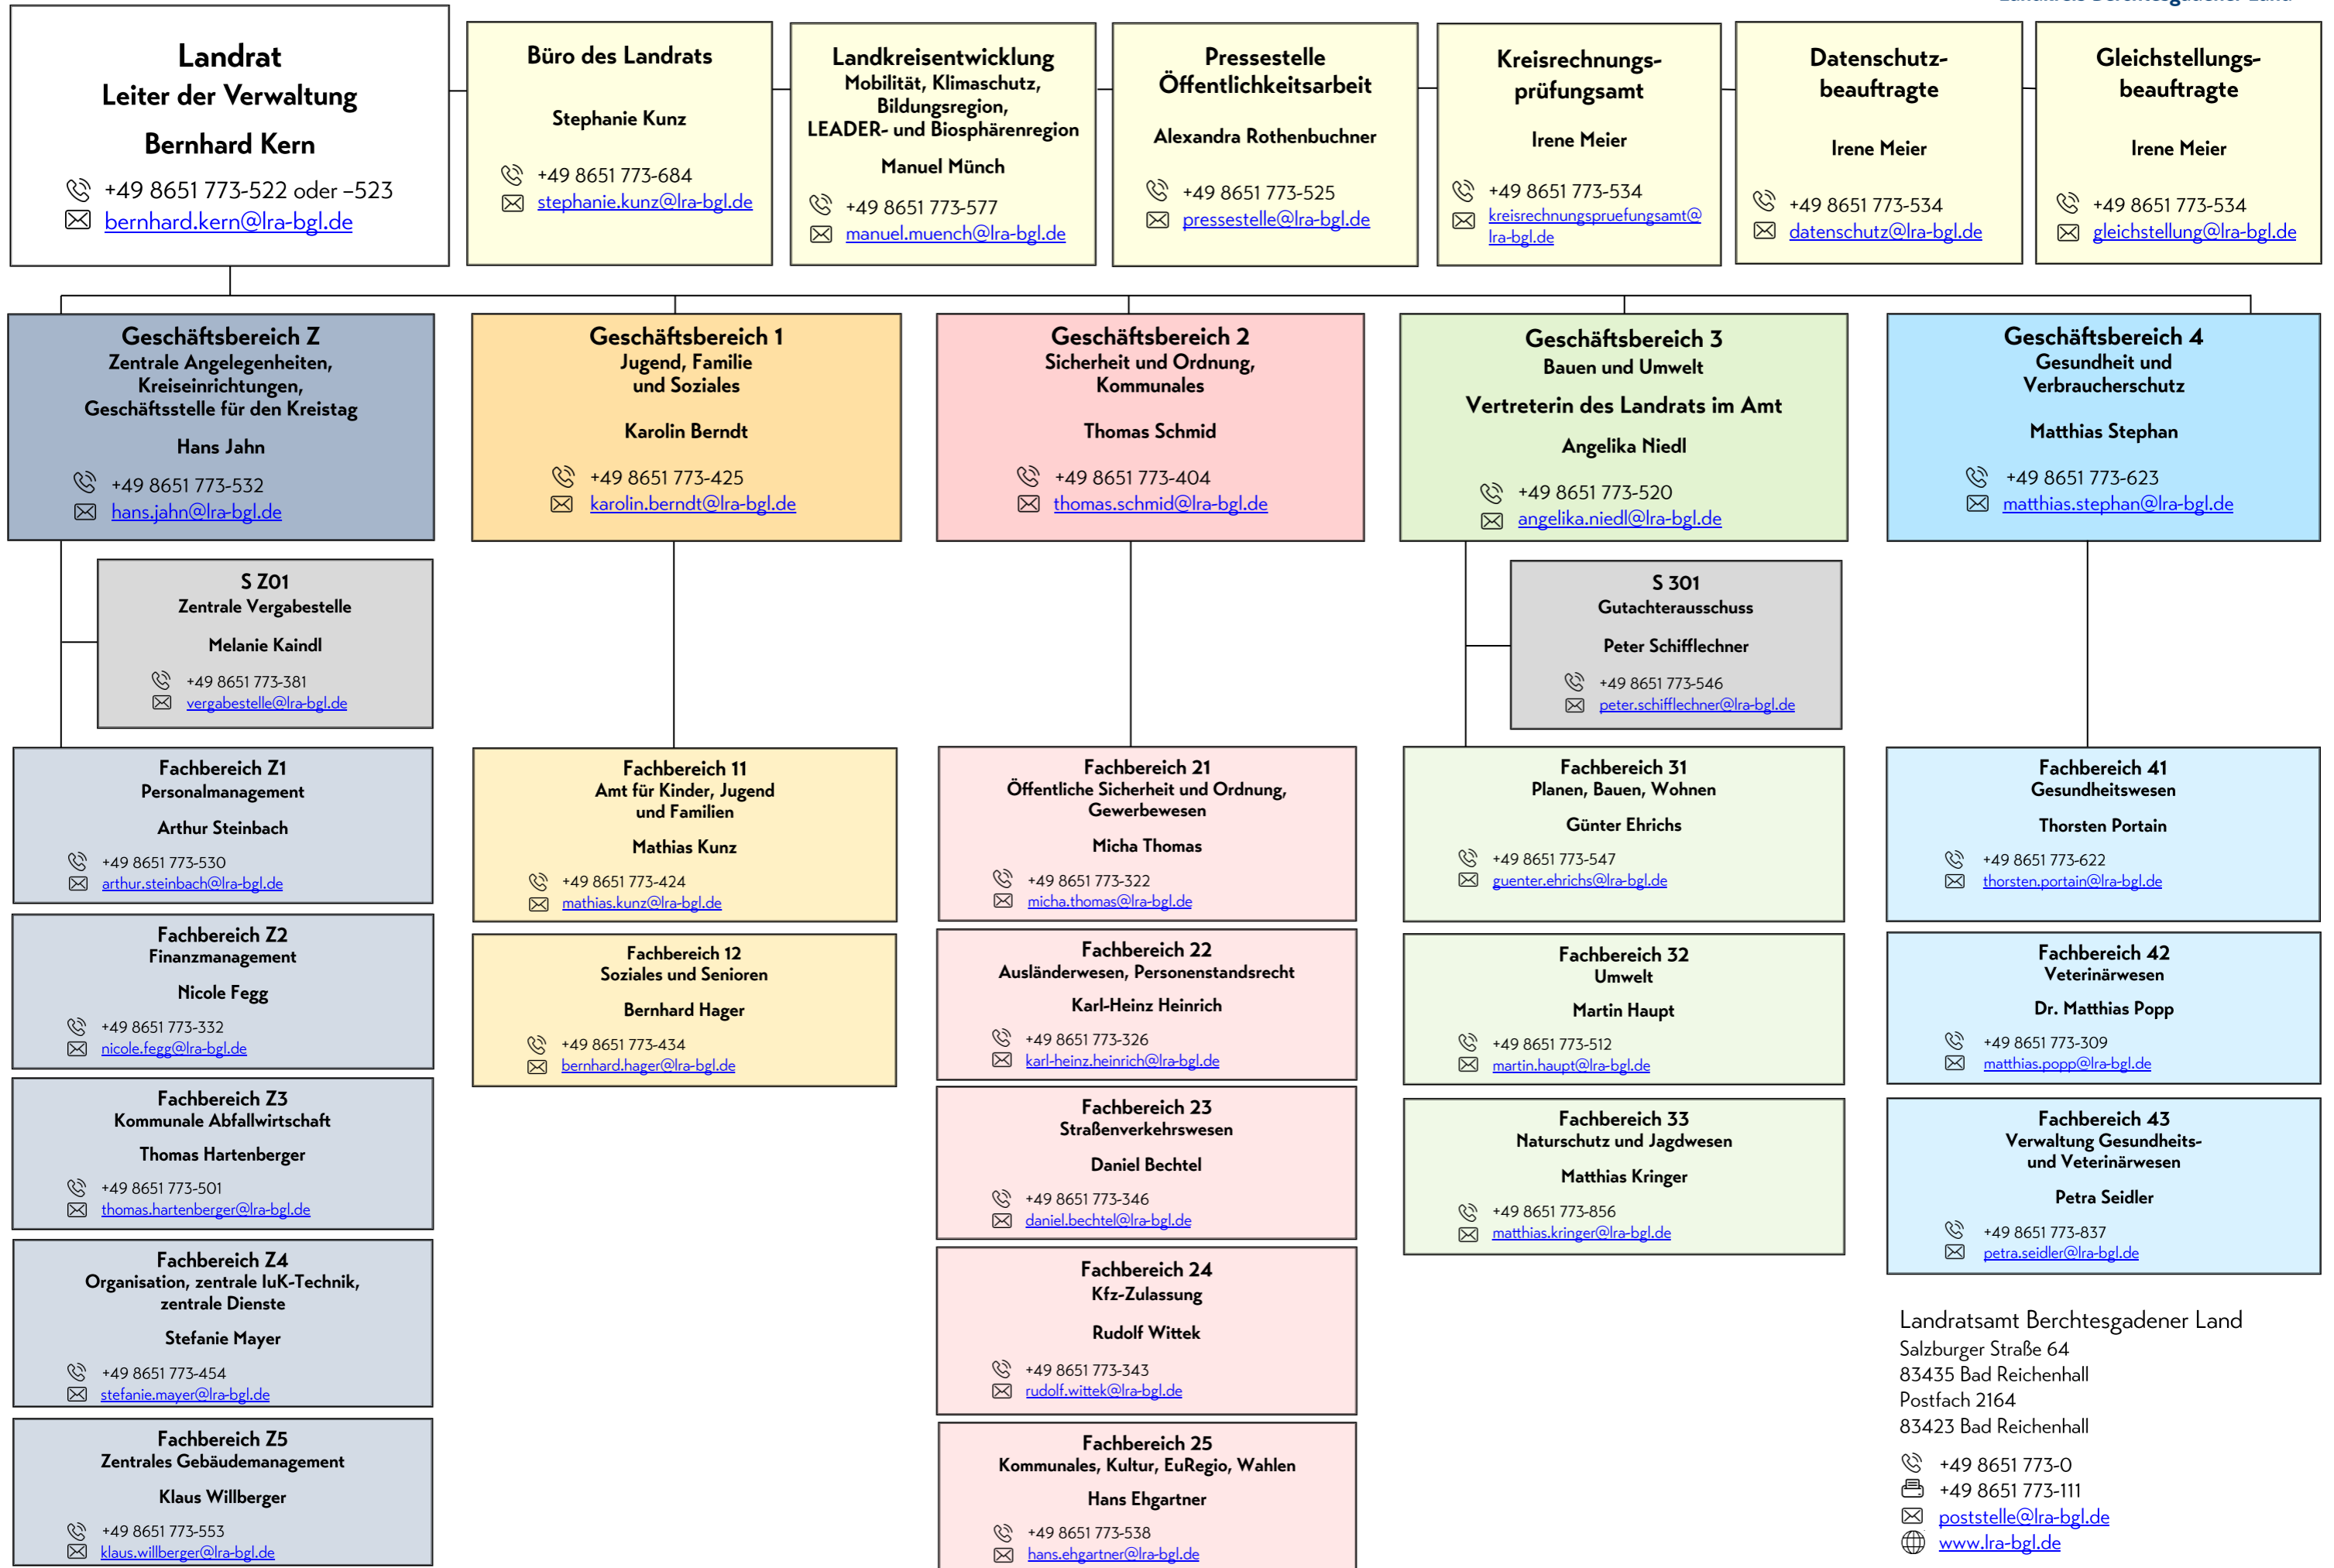 Landkreis Berchtesgadener Land
Landrat
Leiter der Verwaltung
Bernhard Kern
+49 8651 773-522 oder –523
bernhard.kern@lra-bgl.de
Büro des Landrats
Stephanie Kunz
+49 8651 773-684
stephanie.kunz@lra-bgl.de
Landkreisentwicklung
Mobilität, Klimaschutz,
Bildungsregion,
LEADER- und Biosphärenregion
Manuel Münch
+49 8651 773-577
manuel.muench@lra-bgl.de
Pressestelle
Öffentlichkeitsarbeit
Alexandra Rothenbuchner
+49 8651 773-525
pressestelle@lra-bgl.de
Kreisrechnungs-
prüfungsamt
Irene Meier
+49 8651 773-534
kreisrechnungspruefungsamt@
lra-bgl.de
Datenschutz-
beauftragte
Irene Meier
+49 8651 773-534
datenschutz@lra-bgl.de
Gleichstellungs-
beauftragte
Irene Meier
+49 8651 773-534
gleichstellung@lra-bgl.de
Geschäftsbereich Z
Zentrale Angelegenheiten,
Kreiseinrichtungen,
Geschäftsstelle für den Kreistag
Hans Jahn
+49 8651 773-532
hans.jahn@lra-bgl.de
Geschäftsbereich 1
Jugend, Familie
und Soziales
Karolin Berndt
+49 8651 773-425
karolin.berndt@lra-bgl.de
Geschäftsbereich 2
Sicherheit und Ordnung,
Kommunales
Thomas Schmid
+49 8651 773-404
thomas.schmid@lra-bgl.de
Geschäftsbereich 3
Bauen und Umwelt
Vertreterin des Landrats im Amt
Angelika Niedl
+49 8651 773-520
angelika.niedl@lra-bgl.de
Geschäftsbereich 4
Gesundheit und
Verbraucherschutz
Matthias Stephan
+49 8651 773-623
matthias.stephan@lra-bgl.de
S Z01
Zentrale Vergabestelle
Melanie Kaindl
+49 8651 773-381
vergabestelle@lra-bgl.de
S 301
Gutachterausschuss
Peter Schifflechner
+49 8651 773-546
peter.schifflechner@lra-bgl.de
Fachbereich Z1
Personalmanagement
Arthur Steinbach
+49 8651 773-530
arthur.steinbach@lra-bgl.de
Fachbereich Z2
Finanzmanagement
Nicole Fegg
+49 8651 773-332
nicole.fegg@lra-bgl.de
Fachbereich Z3
Kommunale Abfallwirtschaft
Thomas Hartenberger
+49 8651 773-501
thomas.hartenberger@lra-bgl.de
Fachbereich Z4
Organisation, zentrale IuK-Technik,
zentrale Dienste
Stefanie Mayer
+49 8651 773-454
stefanie.mayer@lra-bgl.de
Fachbereich Z5
Zentrales Gebäudemanagement
Klaus Willberger
+49 8651 773-553
klaus.willberger@lra-bgl.de
Fachbereich 11
Amt für Kinder, Jugend
und Familien
Mathias Kunz
+49 8651 773-424
mathias.kunz@lra-bgl.de
Fachbereich 12
Soziales und Senioren
Bernhard Hager
+49 8651 773-434
bernhard.hager@lra-bgl.de
Fachbereich 21
Öffentliche Sicherheit und Ordnung,
Gewerbewesen
Micha Thomas
+49 8651 773-322
micha.thomas@lra-bgl.de
Fachbereich 22
Ausländerwesen, Personenstandsrecht
Karl-Heinz Heinrich
+49 8651 773-326
karl-heinz.heinrich@lra-bgl.de
Fachbereich 23
Straßenverkehrswesen
Daniel Bechtel
+49 8651 773-346
daniel.bechtel@lra-bgl.de
Fachbereich 24
Kfz-Zulassung
Rudolf Wittek
+49 8651 773-343
rudolf.wittek@lra-bgl.de
Fachbereich 25
Kommunales, Kultur, EuRegio, Wahlen
Hans Ehgartner
+49 8651 773-538
hans.ehgartner@lra-bgl.de
Fachbereich 31
Planen, Bauen, Wohnen
Günter Ehrichs
+49 8651 773-547
guenter.ehrichs@lra-bgl.de
Fachbereich 32
Umwelt
Martin Haupt
+49 8651 773-512
martin.haupt@lra-bgl.de
Fachbereich 33
Naturschutz und Jagdwesen
Matthias Kringer
+49 8651 773-856
matthias.kringer@lra-bgl.de
Fachbereich 41
Gesundheitswesen
Thorsten Portain
+49 8651 773-622
thorsten.portain@lra-bgl.de
Fachbereich 42
Veterinärwesen
Dr. Matthias Popp
+49 8651 773-309
matthias.popp@lra-bgl.de
Fachbereich 43
Verwaltung Gesundheits-
und Veterinärwesen
Petra Seidler
+49 8651 773-837
petra.seidler@lra-bgl.de
Landratsamt Berchtesgadener Land
Salzburger Straße 64
83435 Bad Reichenhall
Postfach 2164
83423 Bad Reichenhall
+49 8651 773-0
+49 8651 773-111
poststelle@lra-bgl.de
www.lra-bgl.de